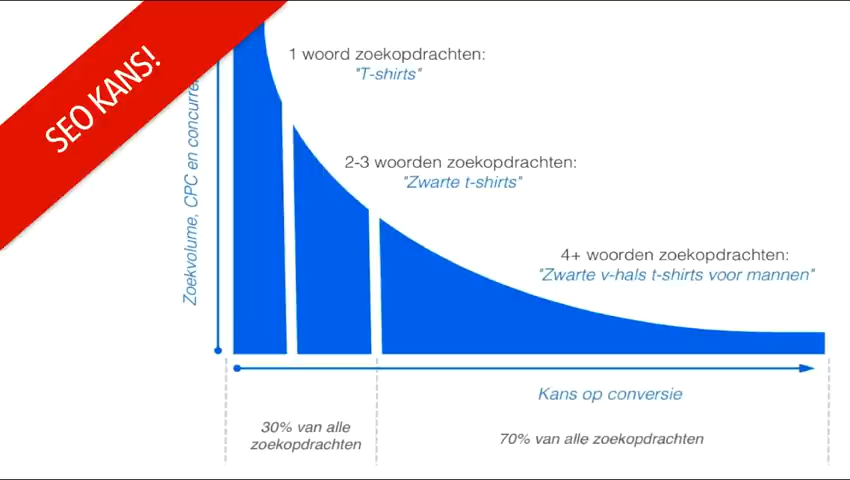 SEO KANS!
1 woord zoekopdrachten:
"T-shirts"
2-3 woorden zoekopdrachten:
"Zwarte t-shirts"
4+ woorden zoekopdrachten:
"Zwarte v-hals t-shirts voor mannen"
Zoekvolume, CPC en
Kans op conversie
30% van alle
zoekopdrachten
70% van alle zoekopdrachten